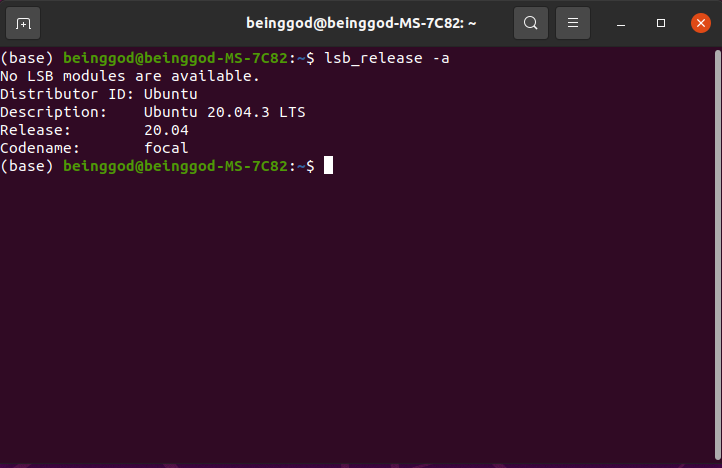 beinggod@beinggod-MS-7C82: ~
(base) beinggod@beinggod-MS-7C82:~$ lsb_release -a
No LSB modules are available.
Distributor ID: Ubuntu
Description:    Ubuntu 20.04.3 LTS
Release:        20.04
Codename:       focal
(base) beinggod@beinggod-MS-7C82:~$